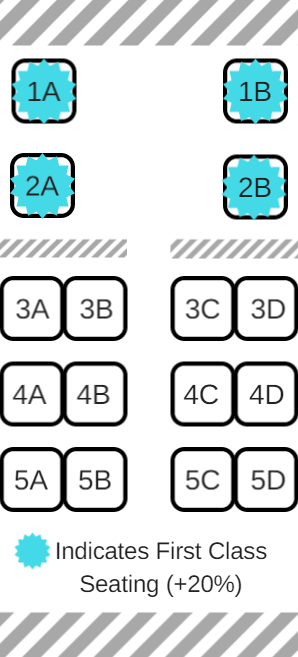 1A 1B
2A 2B
3A 3B 3C 3D
4A 4B 4C 4D
5A 5B 5C 5D
Indicates First Class
Seating (+20%)